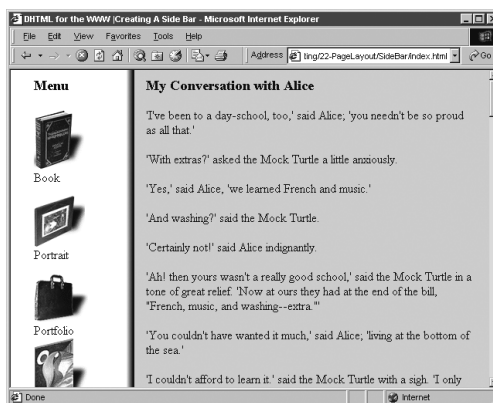 DHTML for the WWW |Creating A Side Bar - Microsoft Internet Explorer
File Edit View Favorites Tools Help
Address ting/22-PageLayout/SideBar/index.html Go
Menu
Book
Portrait
Portfolio
My Conversation with Alice
'I've been to a day-school, too,' said Alice; 'you needn't be so proud
as all that.'
'With extras?' asked the Mock Turtle a little anxiously.
'Yes,' said Alice, 'we learned French and music.'
'And washing?' said the Mock Turtle.
'Certainly not!' said Alice indignantly.
'Ah! then yours wasn't a really good school,' said the Mock Turtle in a
tone of great relief. 'Now at ours they had at the end of the bill,
"French, music, and washing--extra."'
'You couldn't have wanted it much,' said Alice; 'living at the bottom of
the sea.'
'I couldn't afford to learn it.' said the Mock Turtle with a sigh. 'I only
Done
Internet